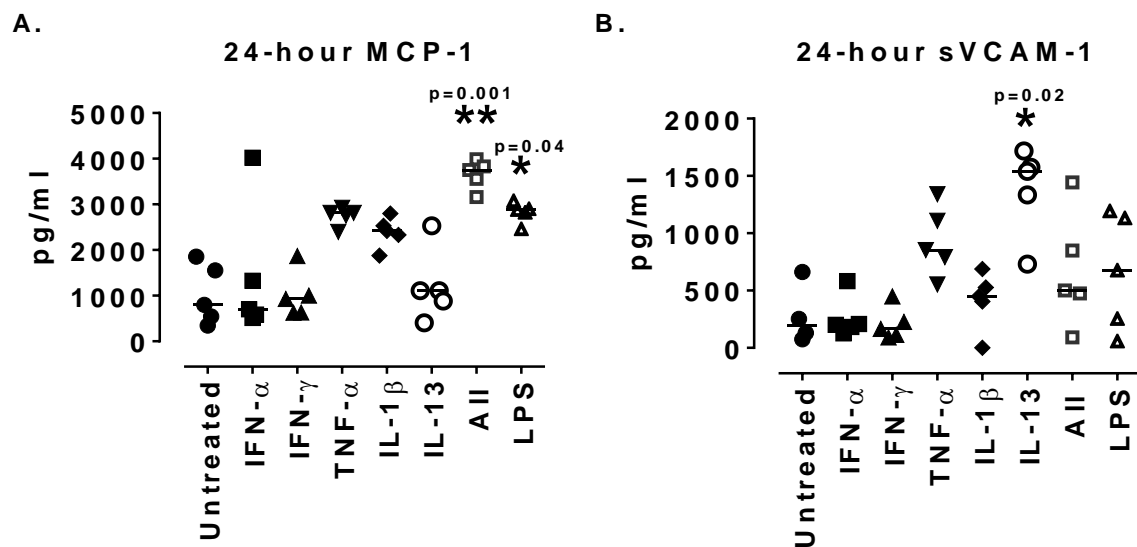 A.
24-hour MCP-1
pg/ml
5000
4000
3000
2000
1000
0
p=0.001
**
p=0.04
*
Untreated
IFN-α
IFN-γ
TNF-α
IL-1β
IL-13
All
LPS
B.
24-hour sVCAM-1
pg/ml
2000
1500
1000
500
0
p=0.02
*
Untreated
IFN-α
IFN-γ
TNF-α
IL-1β
IL-13
All
LPS